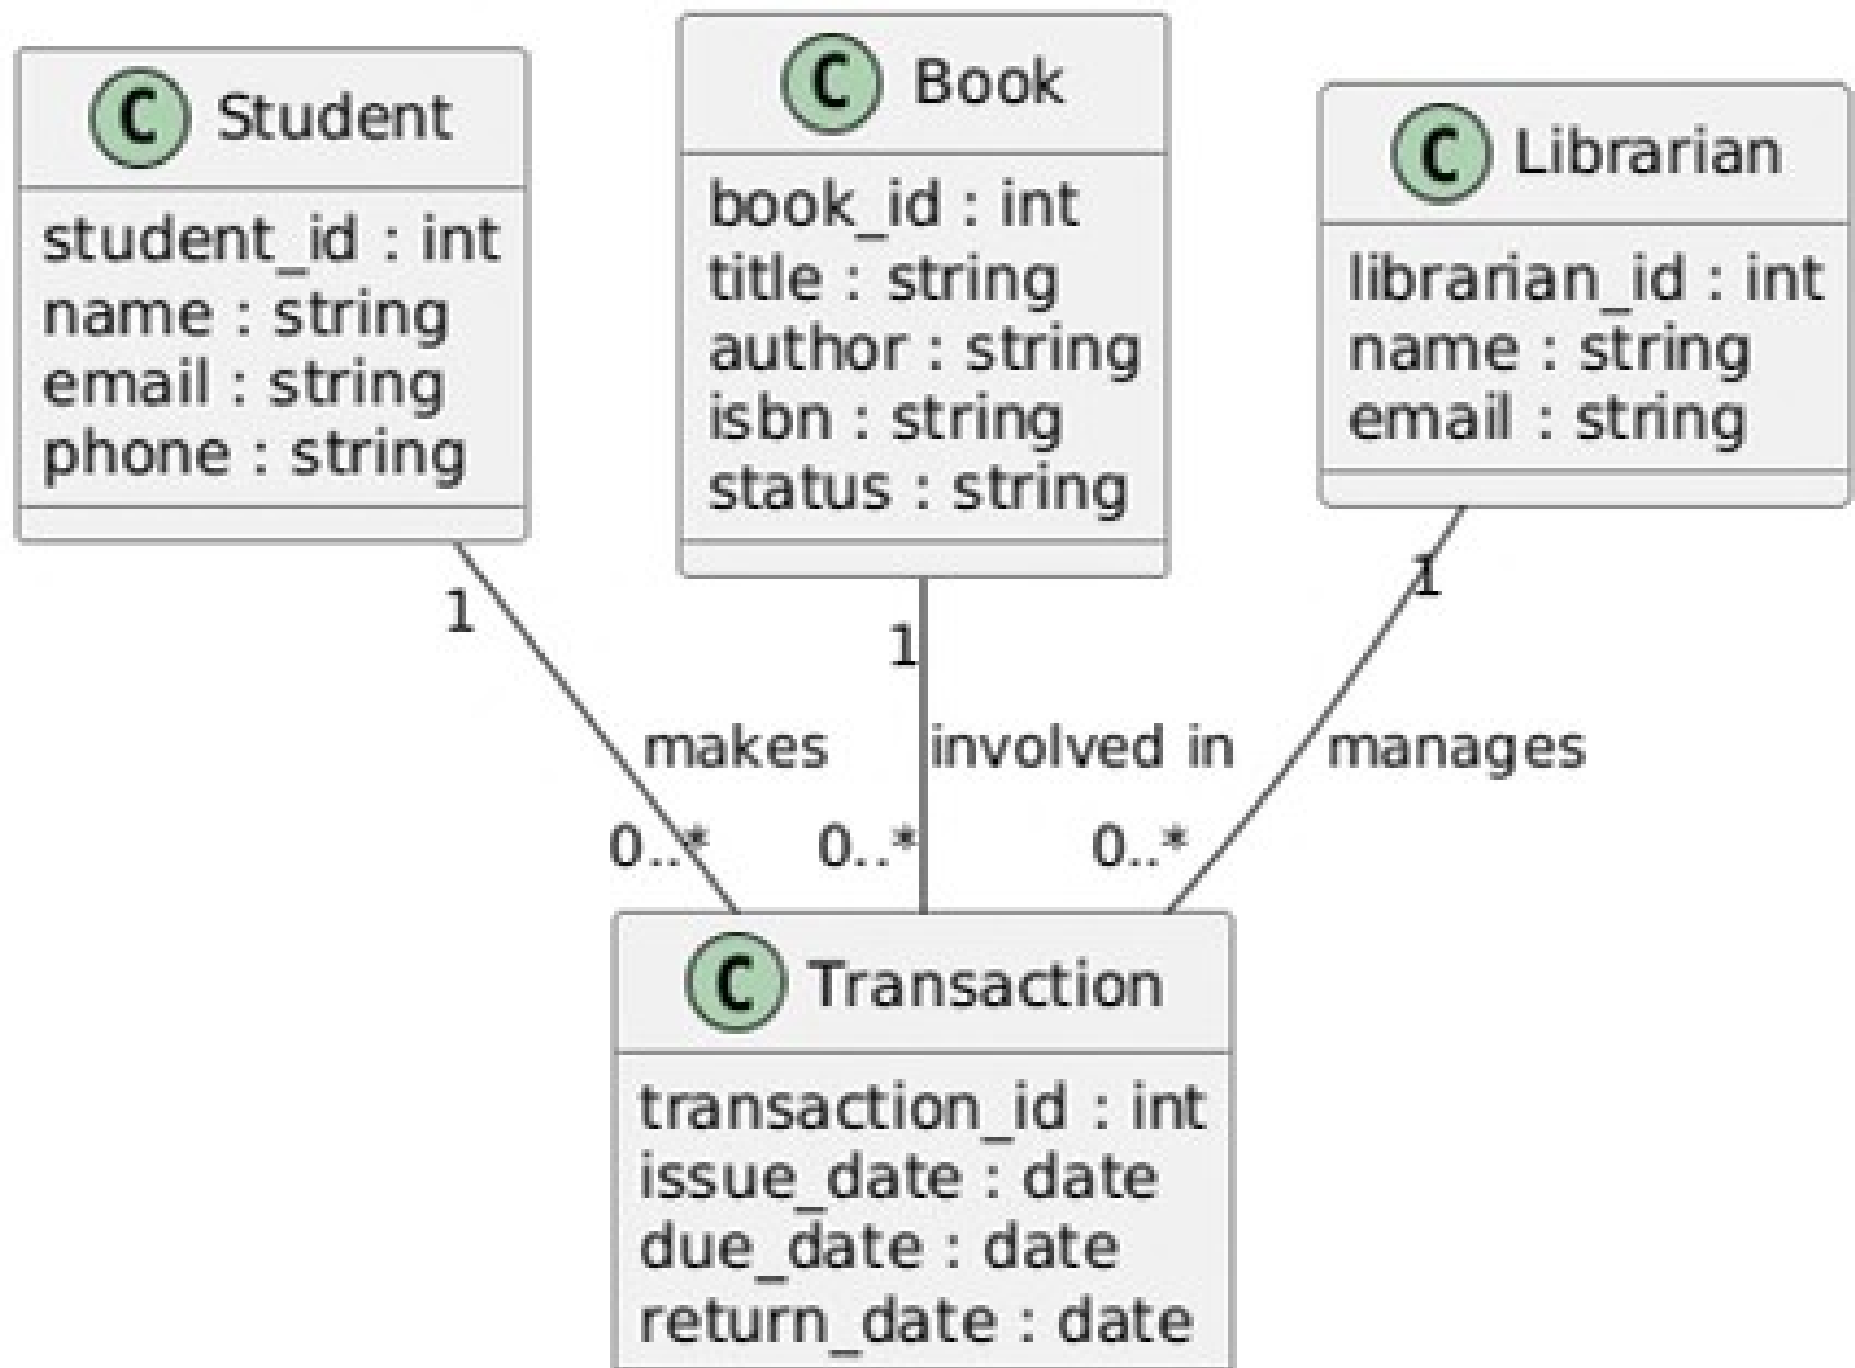 C Student
student_id : int
name : string
email : string
phone : string
C Book
book_id : int
title : string
author : string
isbn : string
status : string
C Librarian
librarian_id : int
name : string
email : string
1
1
1
makes
involved in
manages
0..*
0..*
0..*
C Transaction
transaction_id : int
issue_date : date
due_date : date
return_date : date